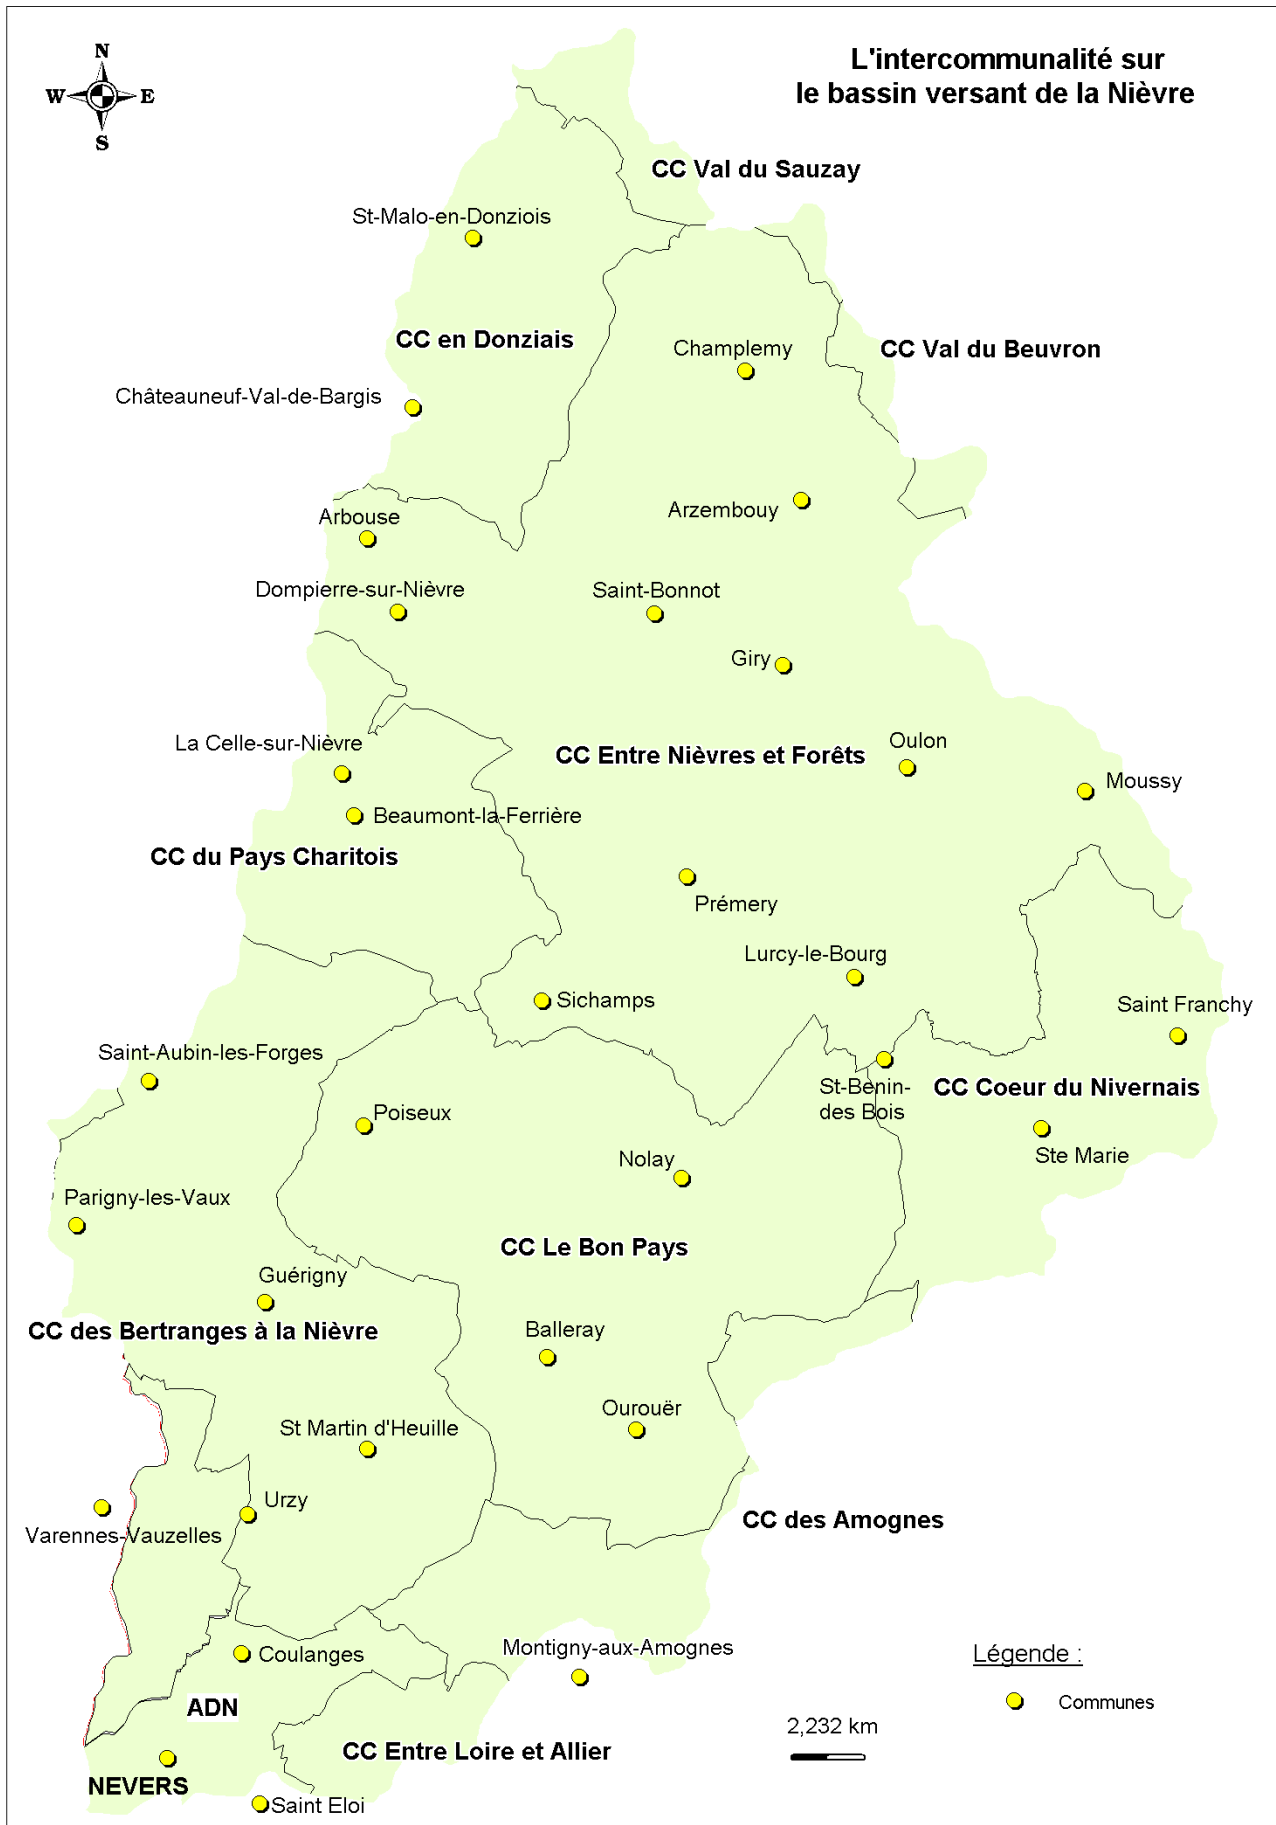 N
W E
S
L'intercommunalité sur
le bassin versant de la Nièvre
CC Val du Sauzay
St-Malo-en-Donziois
CC en Donziais
Champlemy
CC Val du Beuvron
Châteauneuf-Val-de-Bargis
Arbouse
Arzembouy
Dompierre-sur-Nièvre
Saint-Bonnot
Giry
La Celle-sur-Nièvre
CC Entre Nièvres et Forêts
Oulon
Moussy
Beaumont-la-Ferrière
CC du Pays Charitois
Prémery
Lurcy-le-Bourg
Sichamps
Saint Franchy
Saint-Aubin-les-Forges
St-Benin-
des Bois
CC Coeur du Nivernais
Poiseux
Nolay
Ste Marie
Parigny-les-Vaux
CC Le Bon Pays
Guérigny
CC des Bertranges à la Nièvre
Balleray
Ourouër
St Martin d'Heuille
Urzy
Varennes-Vauzelles
CC des Amognes
Coulanges
Montigny-aux-Amognes
Légende :
Communes
ADN
2,232 km
CC Entre Loire et Allier
NEVERS
Saint Eloi